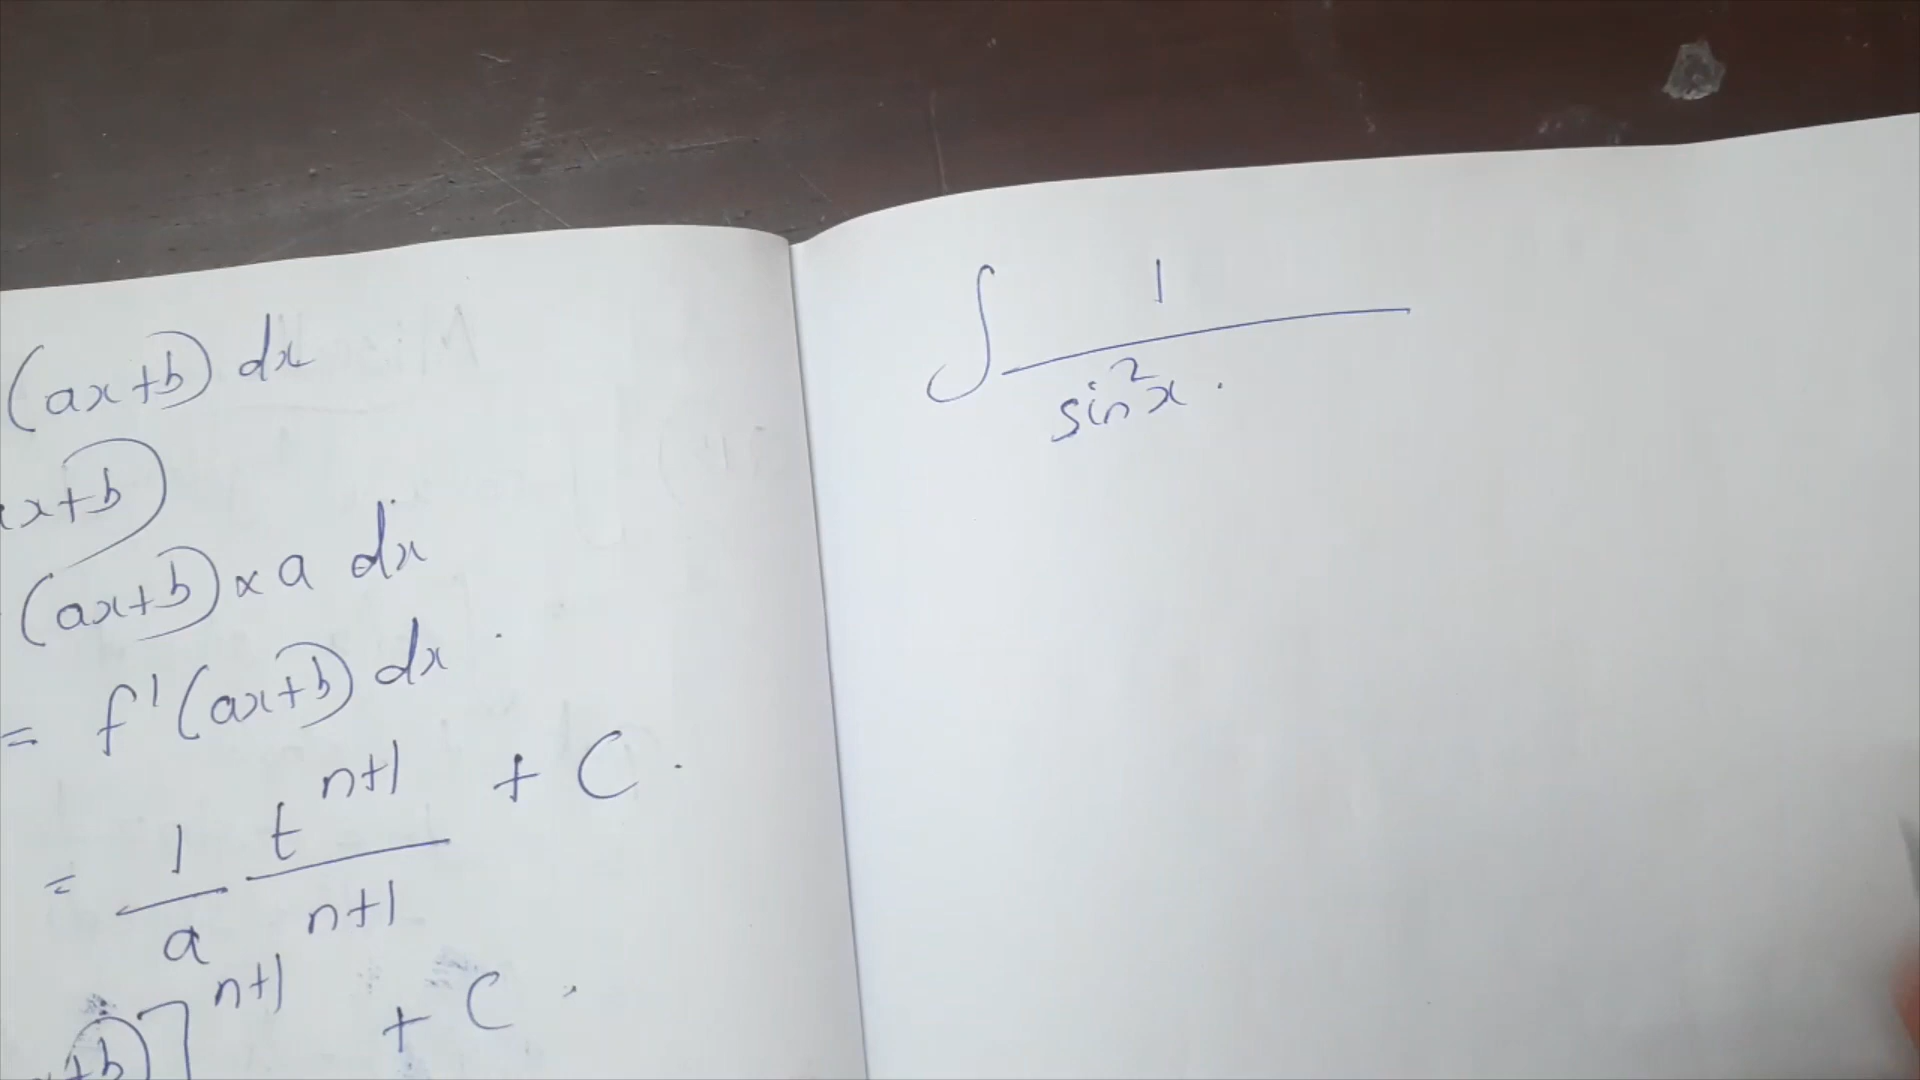 (ax+b) dx
x+b)
(ax+b) × a dx
= f'(ax+b) dx .
= 1/a t^{n+1}/n+1 + C .
+b)]^{n+1} + C .
∫ 1/sin²x .